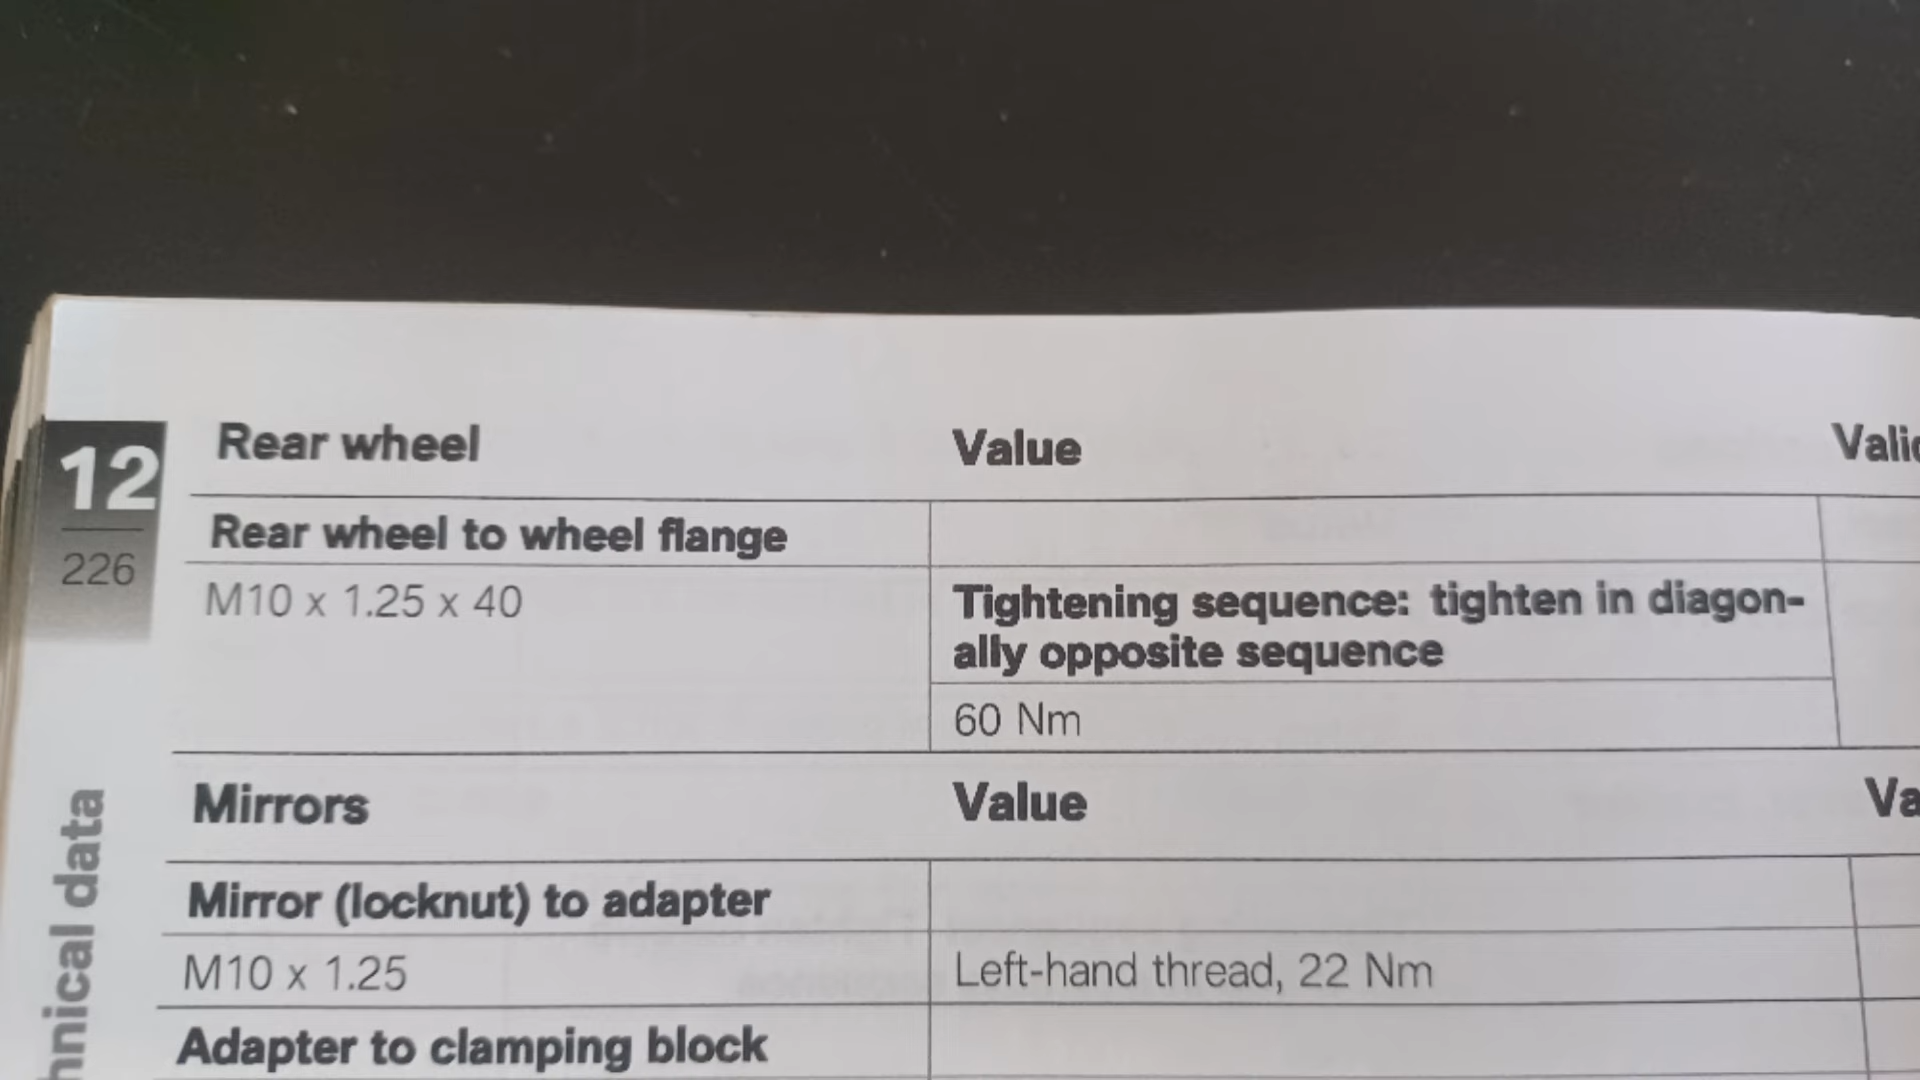 12
226
Rear wheel Value
Rear wheel to wheel flange
M10 x 1.25 x 40 Tightening sequence: tighten in diagon-
ally opposite sequence
60 Nm
Mirrors Value
Mirror (locknut) to adapter
M10 x 1.25 Left-hand thread, 22 Nm
Adapter to clamping block
data